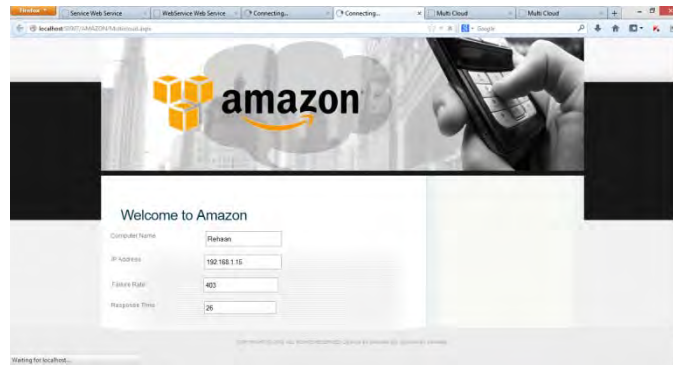 Firefox
Service Web Service
WebService Web Service
Connecting...
Connecting...
Multi Cloud
Multi Cloud
Google
amazon
Welcome to Amazon
Computer Name
Rehaan
IP Address
192.168.1.15
Failure Rate
403
Response Time
26
Waiting for localhost...